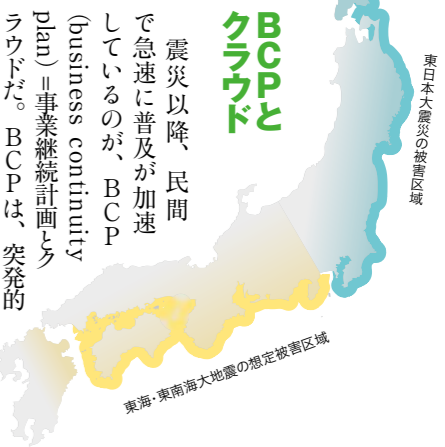 BCPと
クラウド
震災以降、民間
で急速に普及が加速
しているのが、BCP
(business continuity
plan)=事業継続計画とク
ラウドだ。BCPは、突発的
東日本大震災の被害区域
東海・東南海大地震の想定被害区域